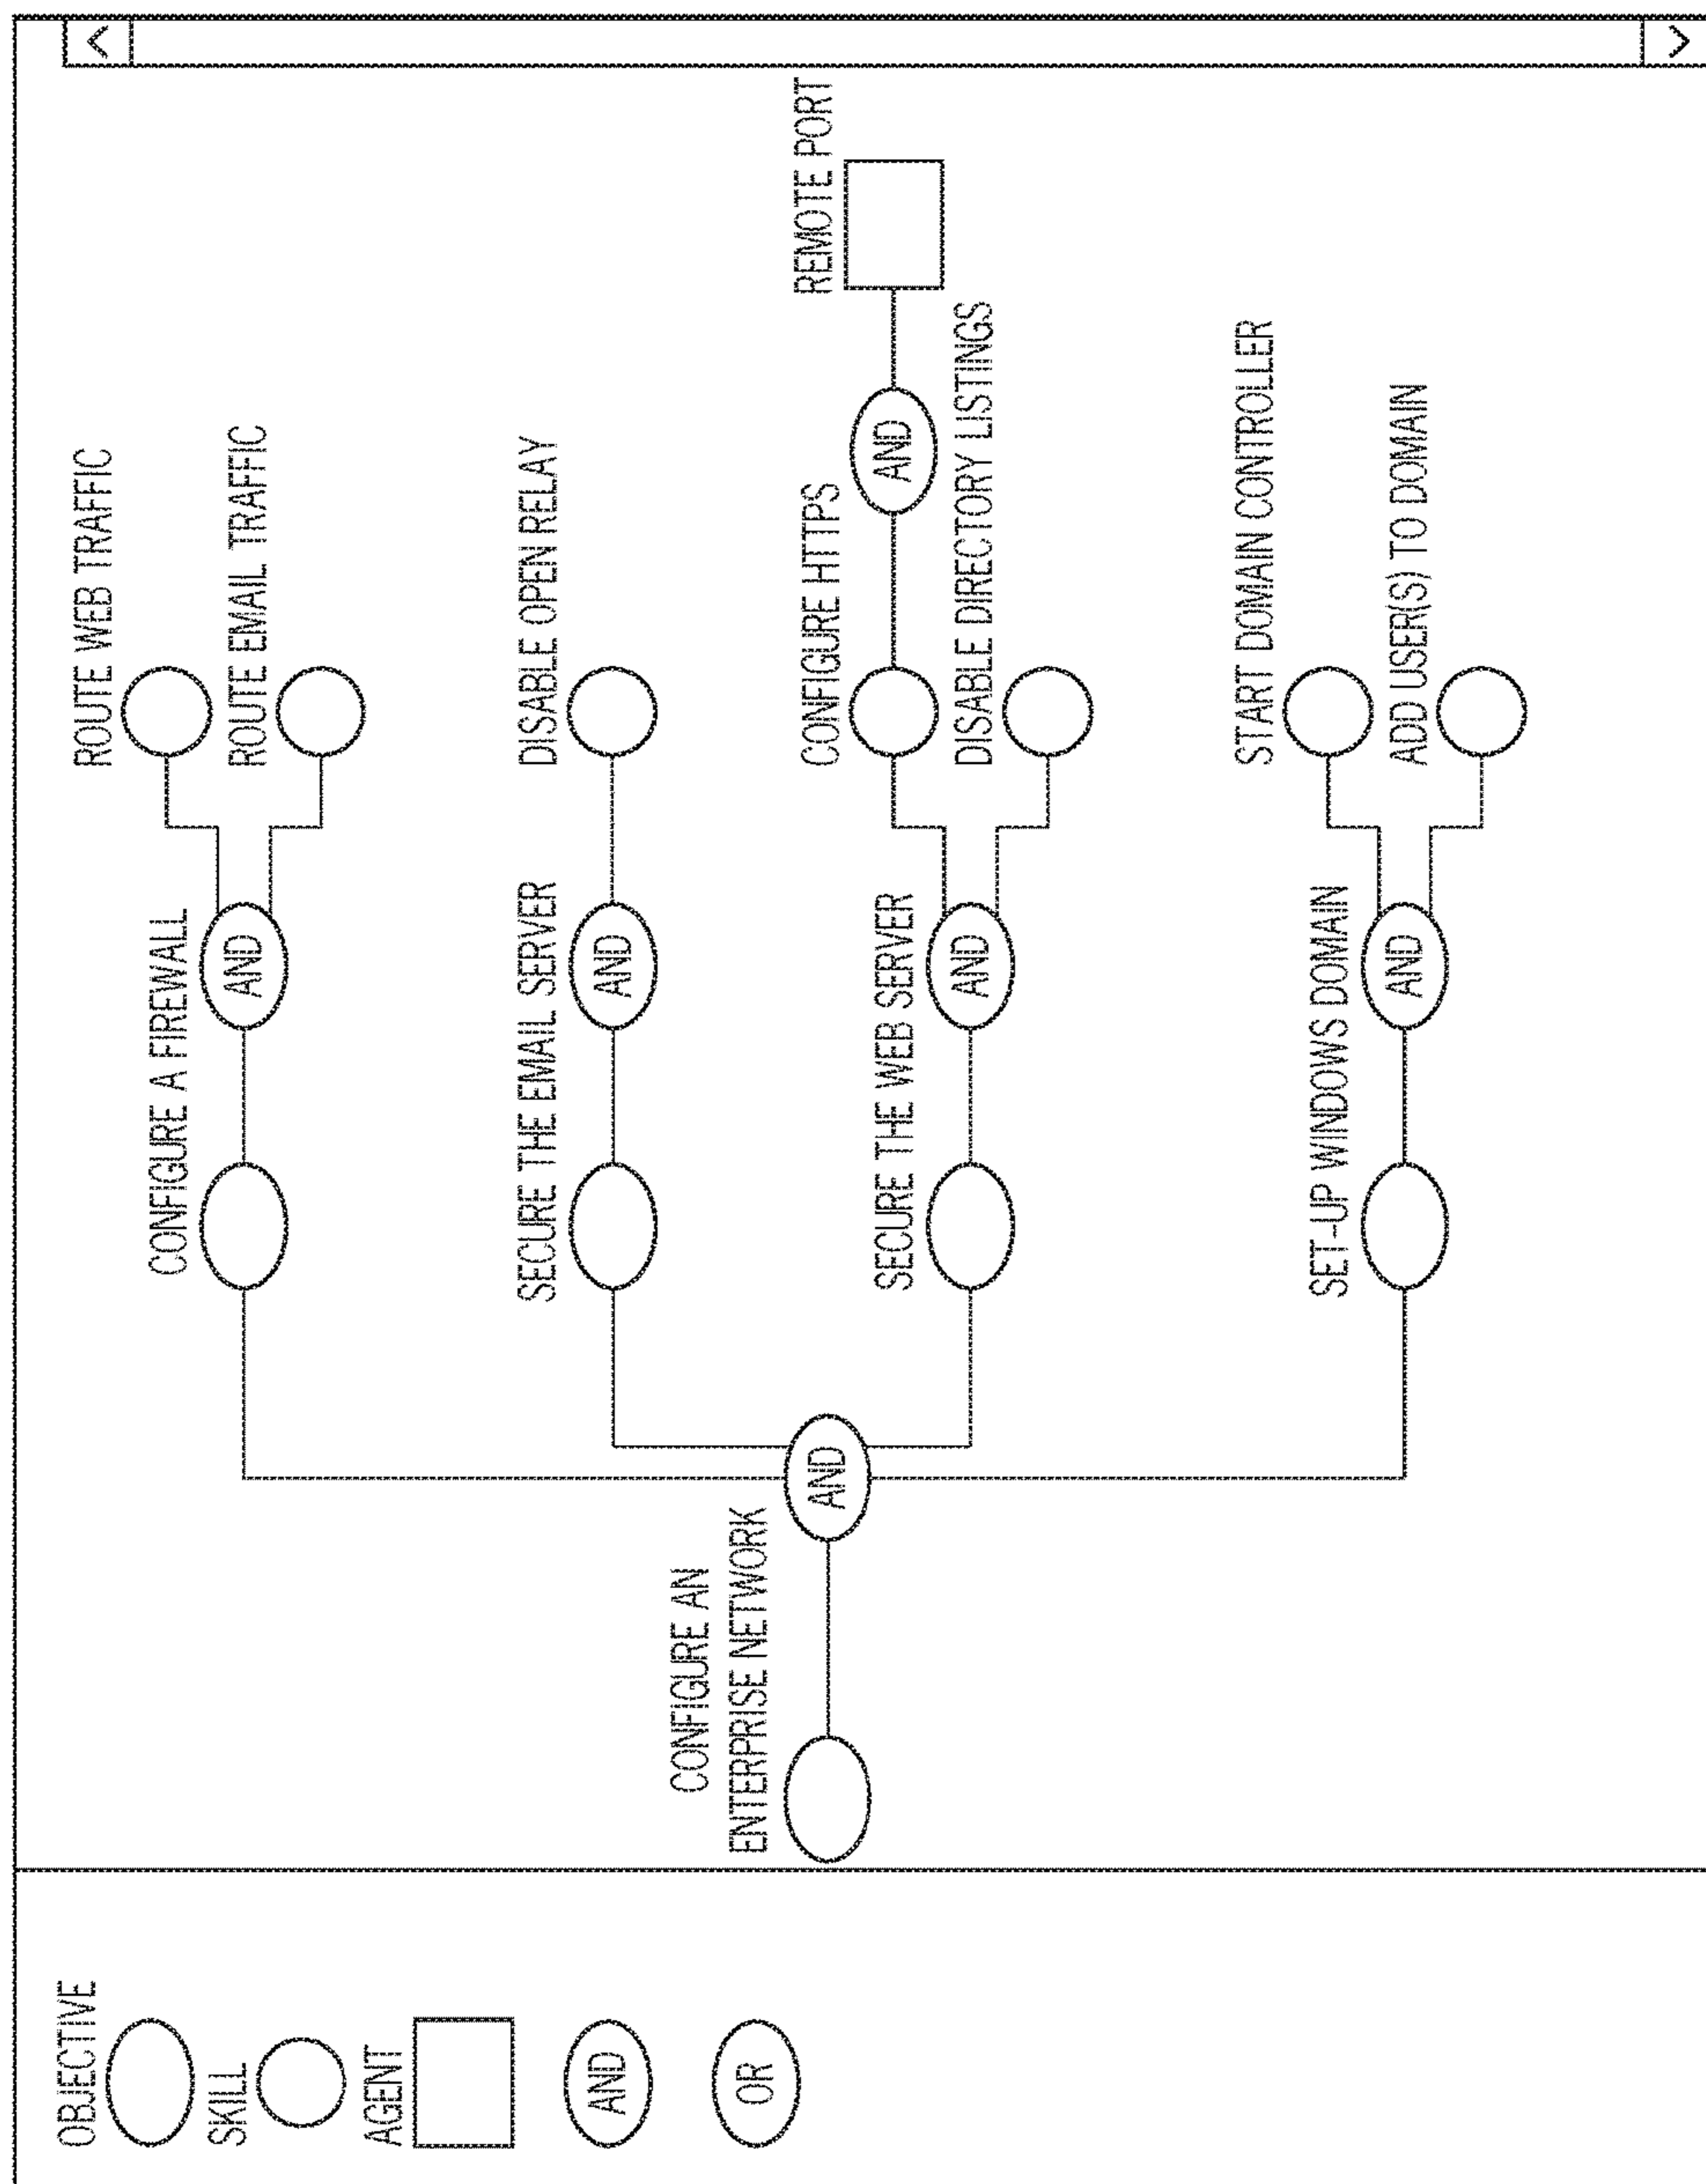 OBJECTIVE
SKILL
AGENT
AND
OR
CONFIGURE AN
ENTERPRISE NETWORK
AND
CONFIGURE A FIREWALL
AND
ROUTE WEB TRAFFIC
ROUTE EMAIL TRAFFIC
SECURE THE EMAIL SERVER
AND
DISABLE OPEN RELAY
SECURE THE WEB SERVER
AND
CONFIGURE HTTPS
AND
REMOTE PORT
DISABLE DIRECTORY LISTINGS
SET-UP WINDOWS DOMAIN
AND
START DOMAIN CONTROLLER
ADD USER(S) TO DOMAIN